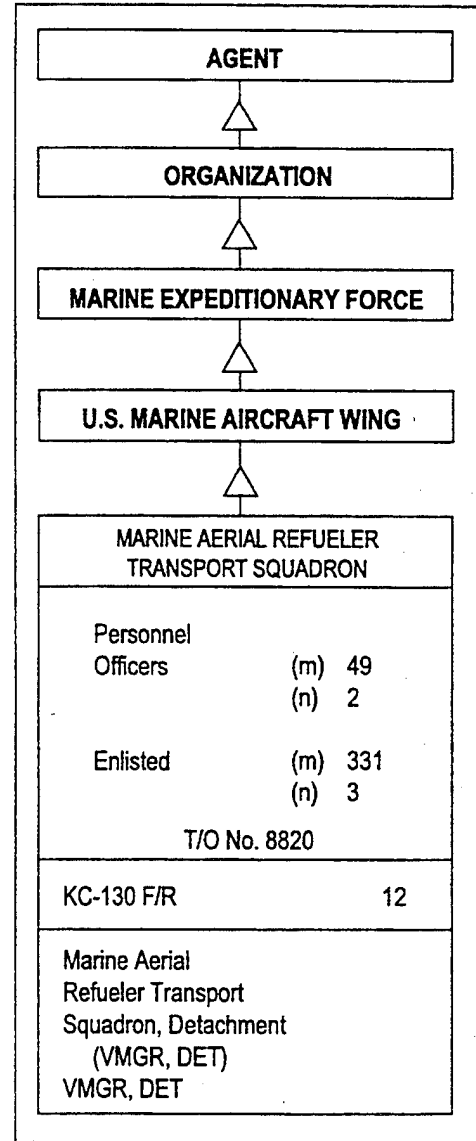 AGENT
ORGANIZATION
MARINE EXPEDITIONARY FORCE
U.S. MARINE AIRCRAFT WING
MARINE AERIAL REFUELER
TRANSPORT SQUADRON
Personnel
Officers (m) 49
(n) 2
Enlisted (m) 331
(n) 3
T/O No. 8820
KC-130 F/R 12
Marine Aerial
Refueler Transport
Squadron, Detachment
(VMGR, DET)
VMGR, DET